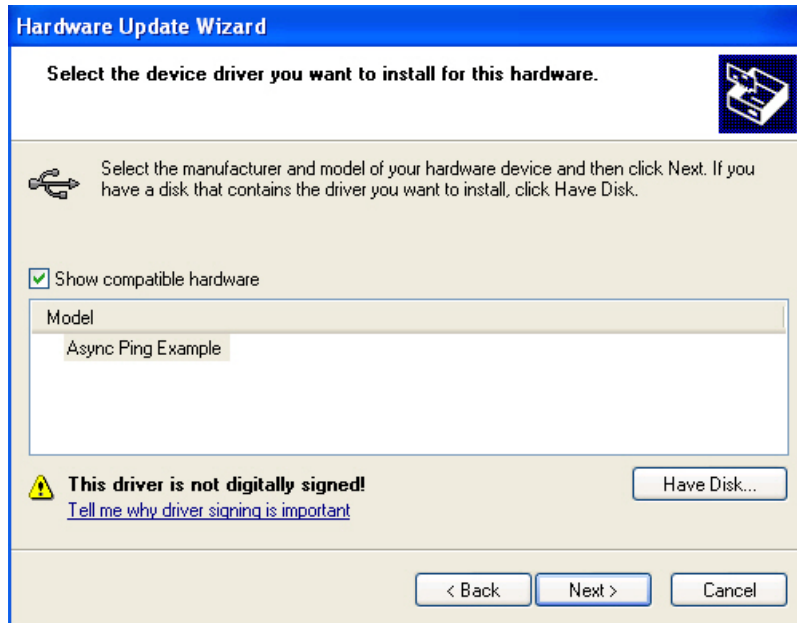 Hardware Update Wizard
Select the device driver you want to install for this hardware.
Select the manufacturer and model of your hardware device and then click Next. If you
have a disk that contains the driver you want to install, click Have Disk.
Show compatible hardware
Model
Async Ping Example
This driver is not digitally signed!
Have Disk...
Tell me why driver signing is important
< Back
Next >
Cancel